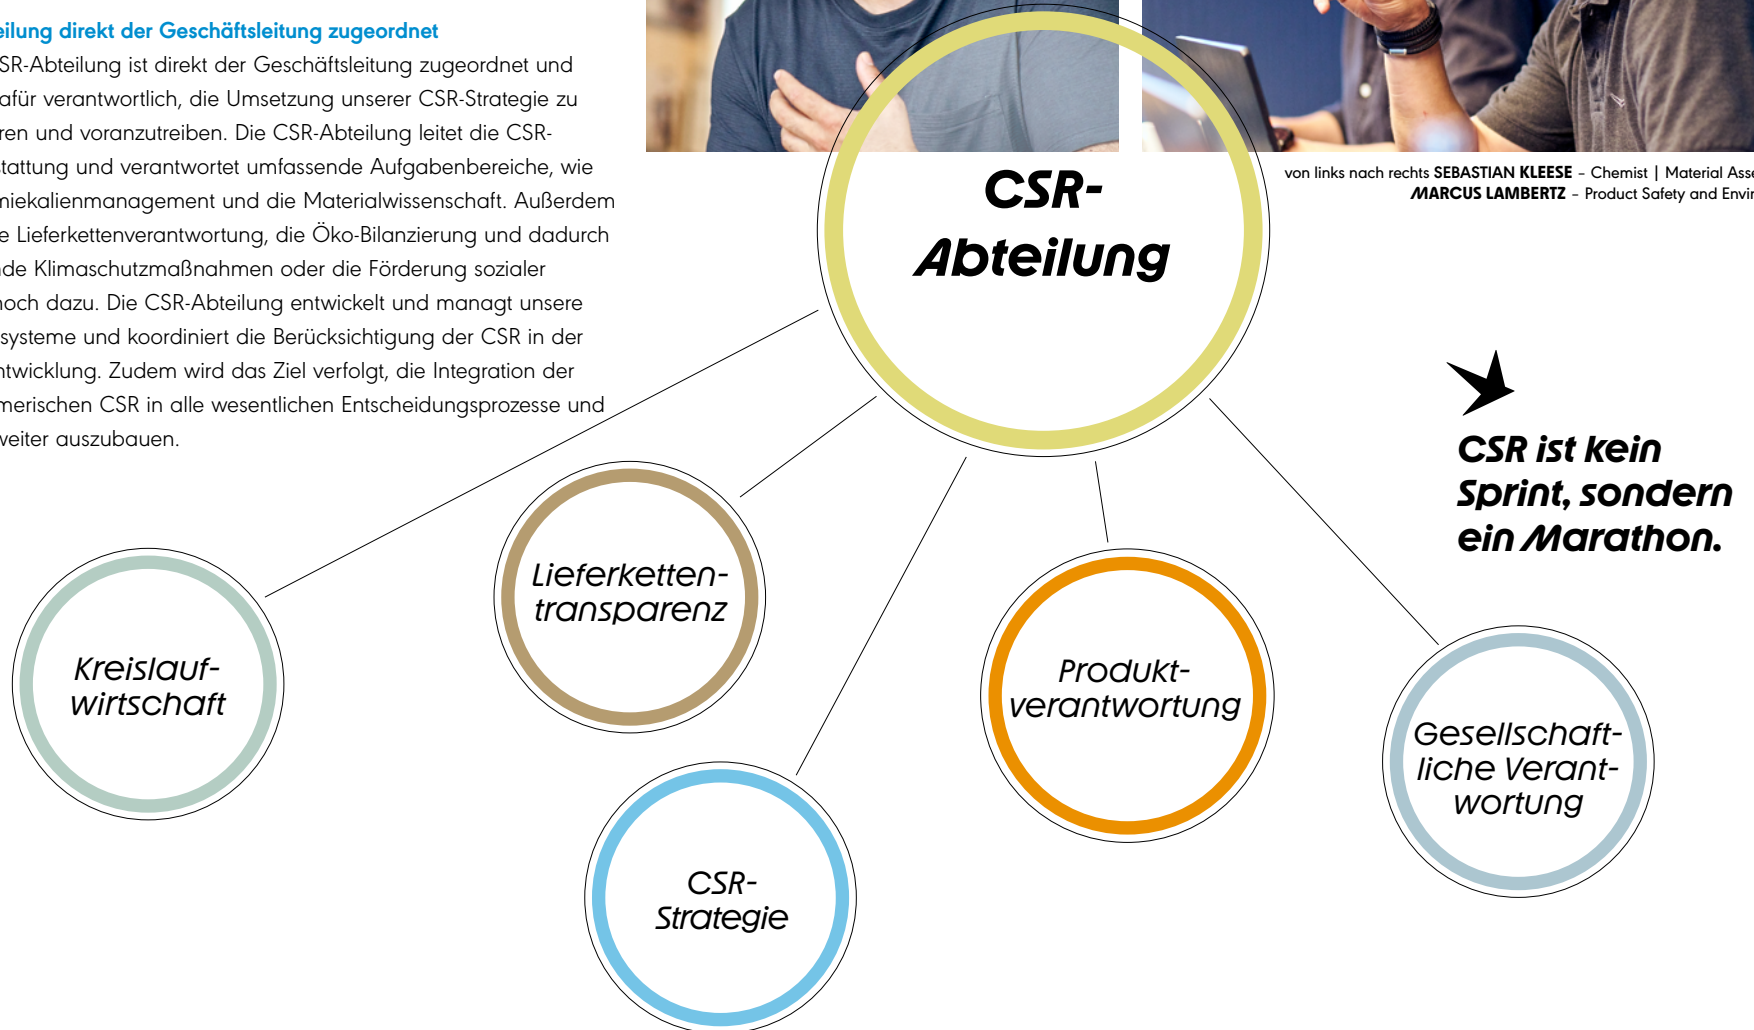 eilung direkt der Geschäftsleitung zugeordnet
SR-Abteilung ist direkt der Geschäftsleitung zugeordnet und
afür verantwortlich, die Umsetzung unserer CSR-Strategie zu
ren und voranzutreiben. Die CSR-Abteilung leitet die CSR-
tattung und verantwortet umfassende Aufgabenbereiche, wie
miekalienmanagement und die Materialwissenschaft. Außerdem
e Lieferkettenverantwortung, die Öko-Bilanzierung und dadurch
nde Klimaschutzmaßnahmen oder die Förderung sozialer
noch dazu. Die CSR-Abteilung entwickelt und managt unsere
systeme und koordiniert die Berücksichtigung der CSR in der
ntwicklung. Zudem wird das Ziel verfolgt, die Integration der
merischen CSR in alle wesentlichen Entscheidungsprozesse und
weiter auszubauen.
von links nach rechts SEBASTIAN KLEESE – Chemist | Material Asse
MARCUS LAMBERTZ – Product Safety and Envir
CSR-
Abteilung
CSR ist kein
Sprint, sondern
ein Marathon.
Kreislauf-
wirtschaft
Lieferketten-
transparenz
CSR-
Strategie
Produkt-
verantwortung
Gesellschaft-
liche Verant-
wortung